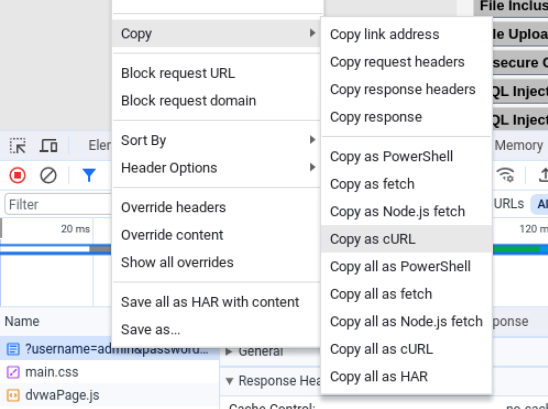 File Inclus
Copy
Copy link address
le Uploa
Copy request headers
Block request URL
Copy response headers
secure C
Block request domain
Copy response
QL Inject
QL Inject
Sort By
Elen
Memory
Copy as PowerShell
Header Options
Copy as fetch
Filter
Override headers
Copy as Node.js fetch
URLs
Al
20 ms
Override content
Copy as cURL
120 m
Show all overrides
Copy all as PowerShell
Save all as HAR with content
Copy all as fetch
Name
Save as...
Copy all as Node.js fetch
ponse
?username=admin&password...
General
Copy all as cURL
main.css
Response Hea
Copy all as HAR
dvwaPage.js
Cache Control:
no-cac